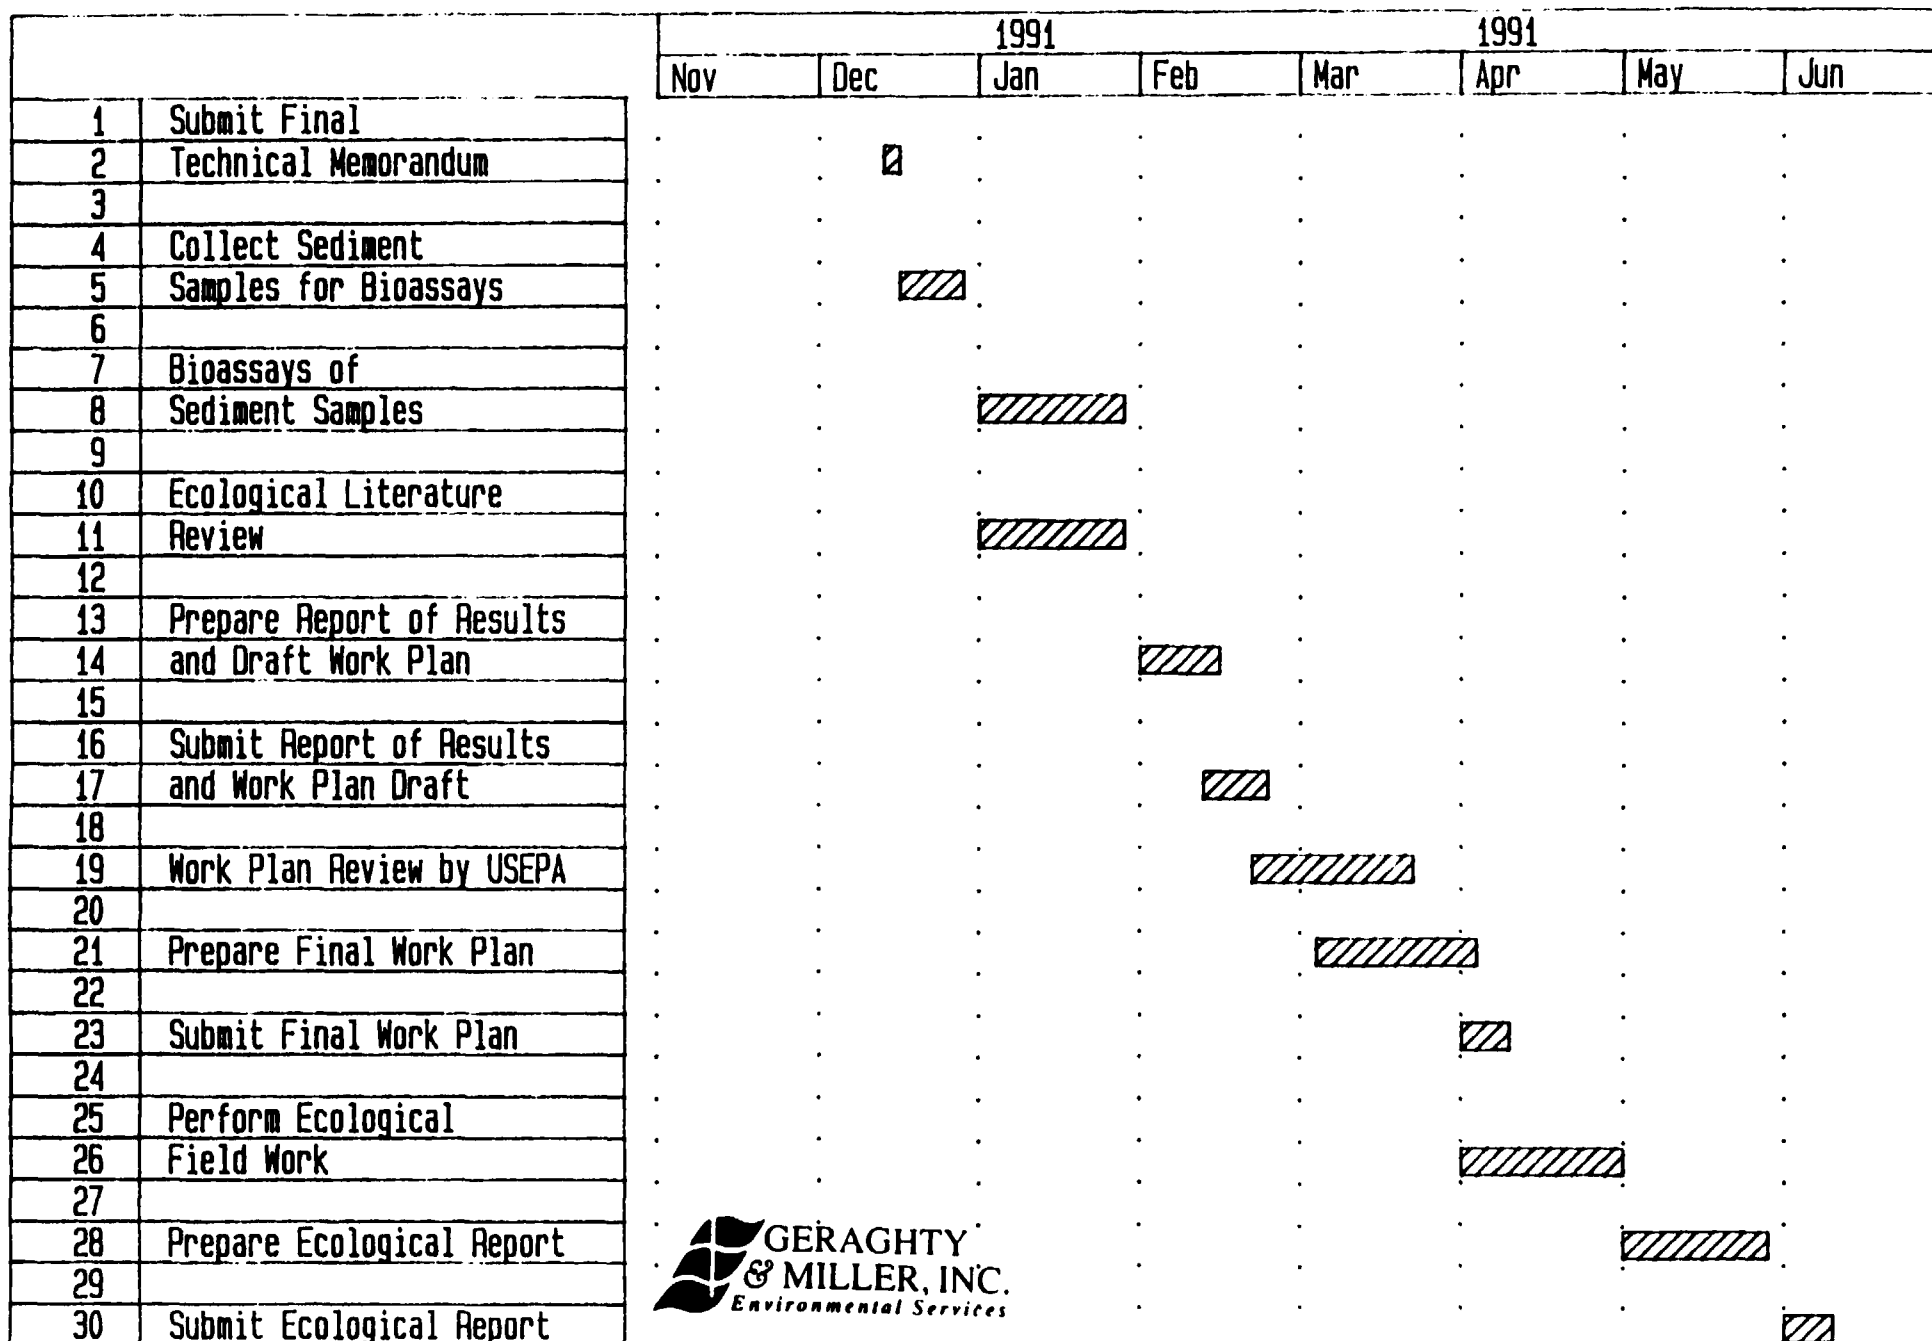 1991 1991
Nov Dec Jan Feb Mar Apr May Jun
1 Submit Final
2 Technical Memorandum
3
4 Collect Sediment
5 Samples for Bioassays
6
7 Bioassays of
8 Sediment Samples
9
10 Ecological Literature
11 Review
12
13 Prepare Report of Results
14 and Draft Work Plan
15
16 Submit Report of Results
17 and Work Plan Draft
18
19 Work Plan Review by USEPA
20
21 Prepare Final Work Plan
22
23 Submit Final Work Plan
24
25 Perform Ecological
26 Field Work
27
28 Prepare Ecological Report
29
30 Submit Ecological Report
GERAGHTY
& MILLER, INC.
Environmental Services